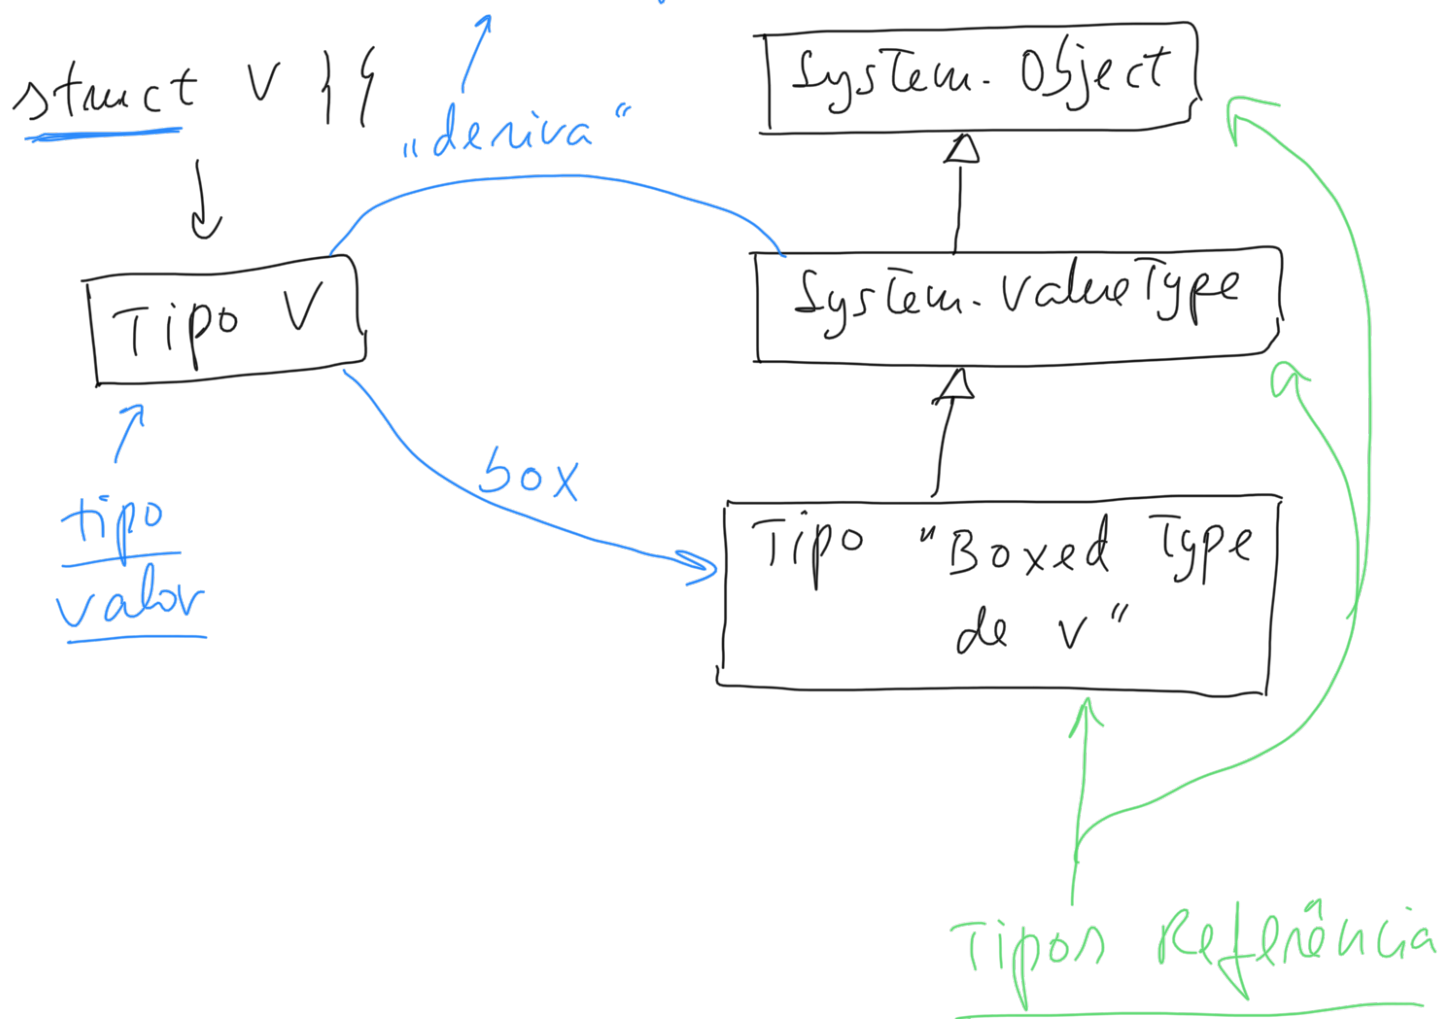 struct V }{
System.Object
„deriva“
System.ValueType
Tipo V
box
tipo
valor
Tipo "Boxed Type
de V"
Tipos Referência